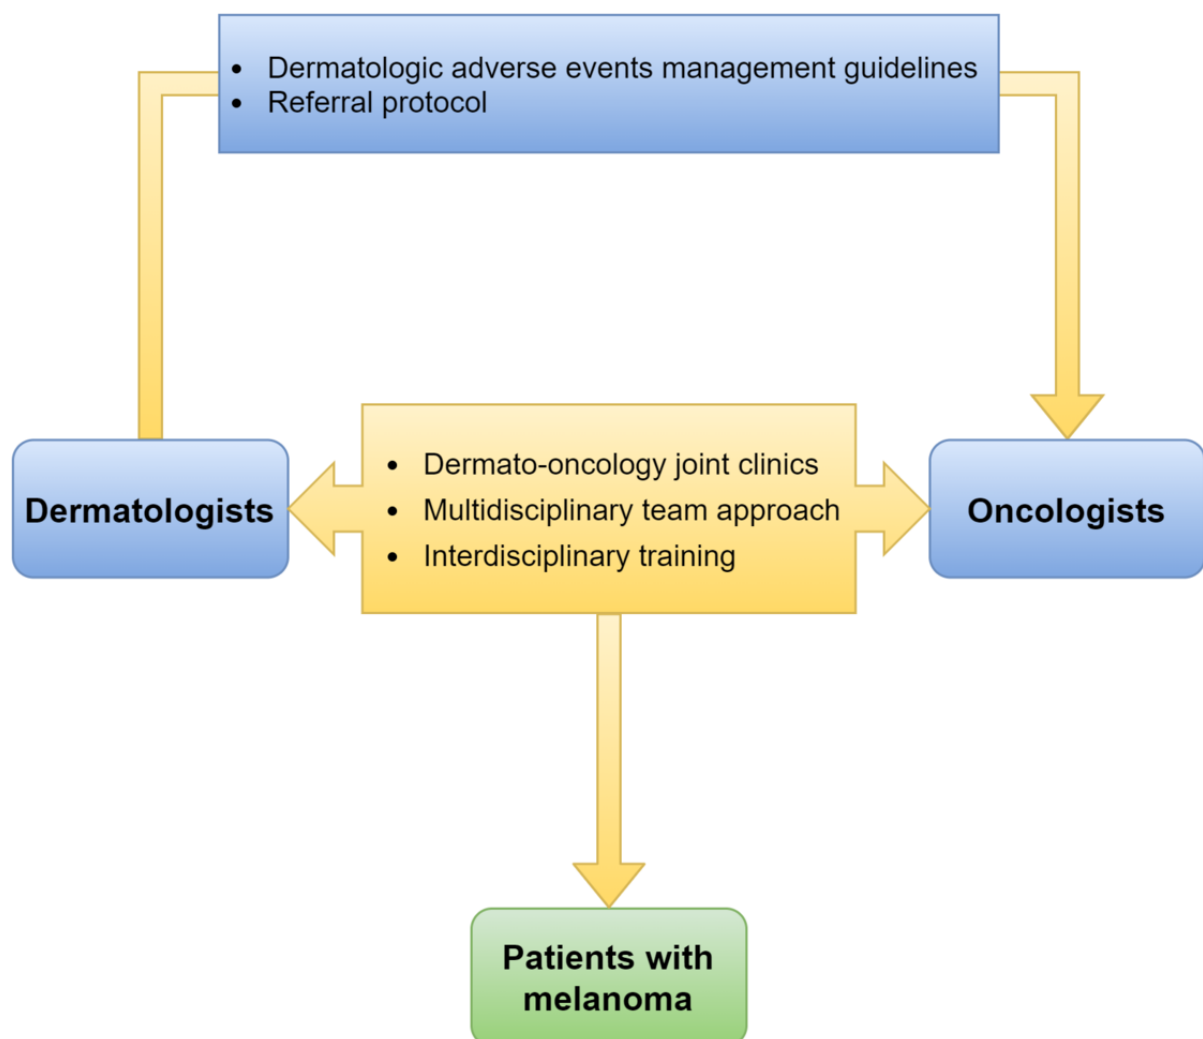 • Dermatologic adverse events management guidelines
• Referral protocol
Dermatologists
• Dermato-oncology joint clinics
• Multidisciplinary team approach
• Interdisciplinary training
Oncologists
Patients with
melanoma